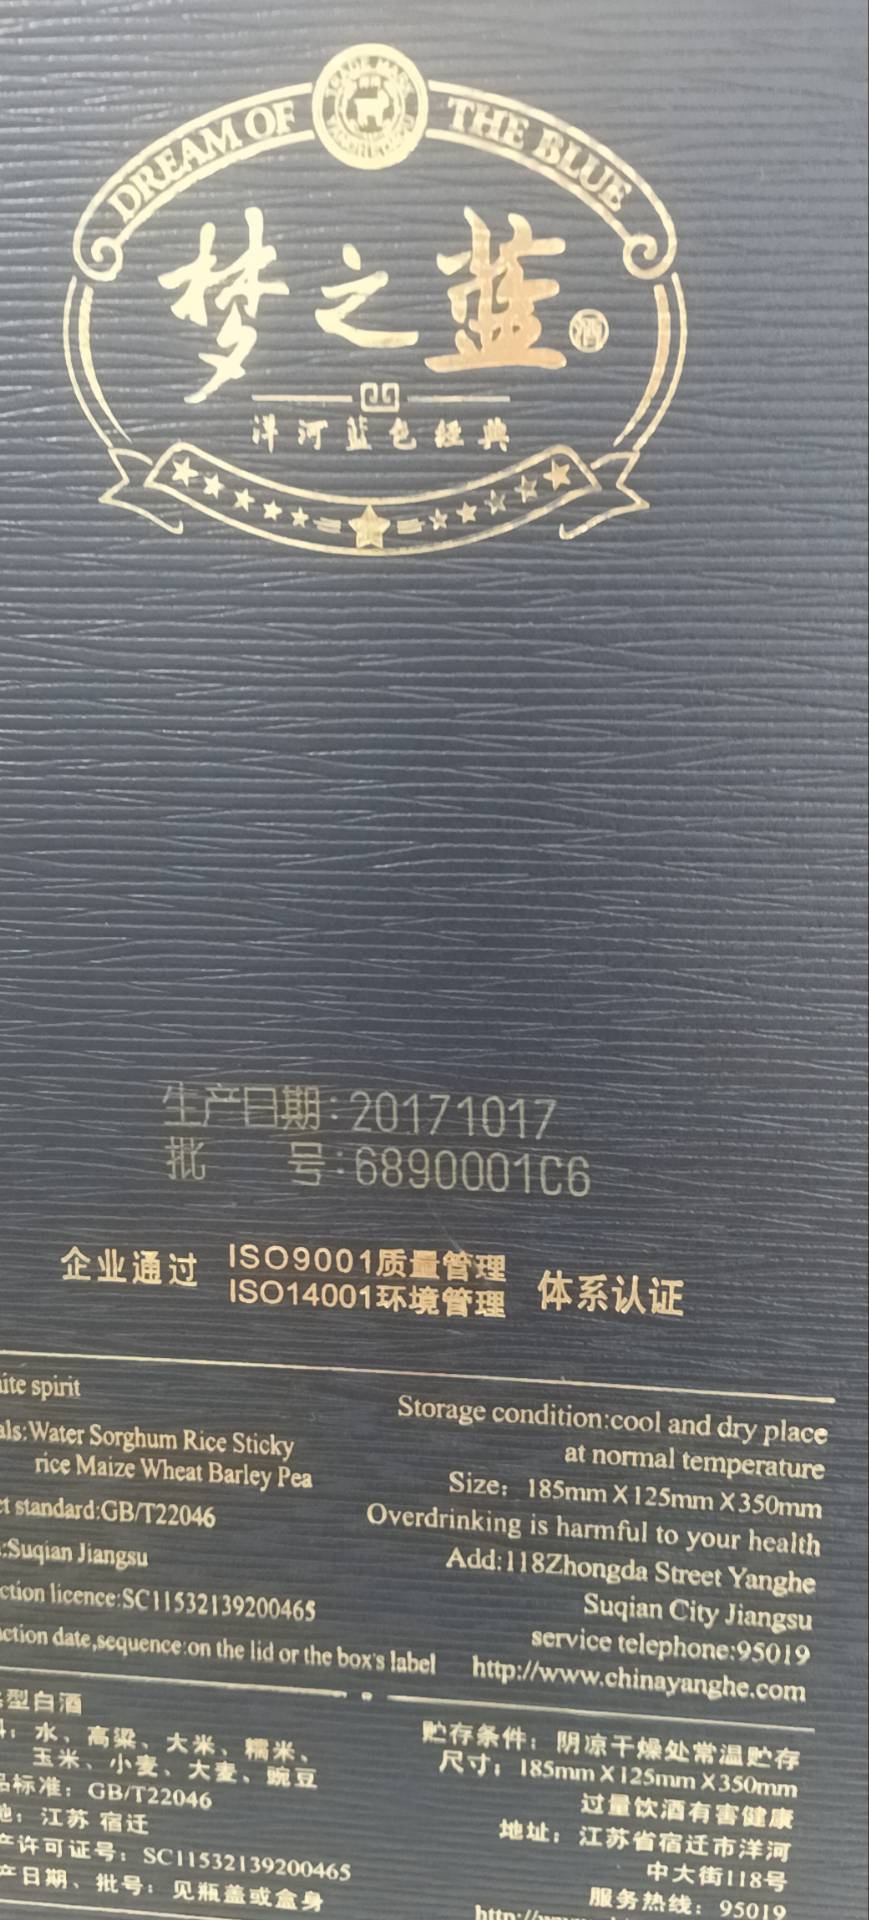 TRADE MARK
DREAM OF THE BLUE
梦之蓝
酒
洋河蓝色经典
生产日期:20171017
批 号:6890001C6
企业通过 ISO9001质量管理 体系认证
ISO14001环境管理
ite spirit
als:Water Sorghum Rice Sticky
rice Maize Wheat Barley Pea
ct standard:GB/T22046
:Suqian Jiangsu
ction licence:SC11532139200465
ction date,sequence:on the lid or the box's label
Storage condition:cool and dry place
at normal temperature
Size：185mm X125mm X350mm
Overdrinking is harmful to your health
Add:118Zhongda Street Yanghe
Suqian City Jiangsu
service telephone:95019
http://www.chinayanghe.com
型白酒
：水、高粱、大米、糯米、
玉米、小麦、大麦、豌豆
品标准：GB/T22046
地：江苏 宿迁
产许可证号：SC11532139200465
产日期、批号：见瓶盖或盒身
贮存条件：阴凉干燥处常温贮存
尺寸：185mm X125mm X350mm
过量饮酒有害健康
地址：江苏省宿迁市洋河
中大街118号
服务热线：95019